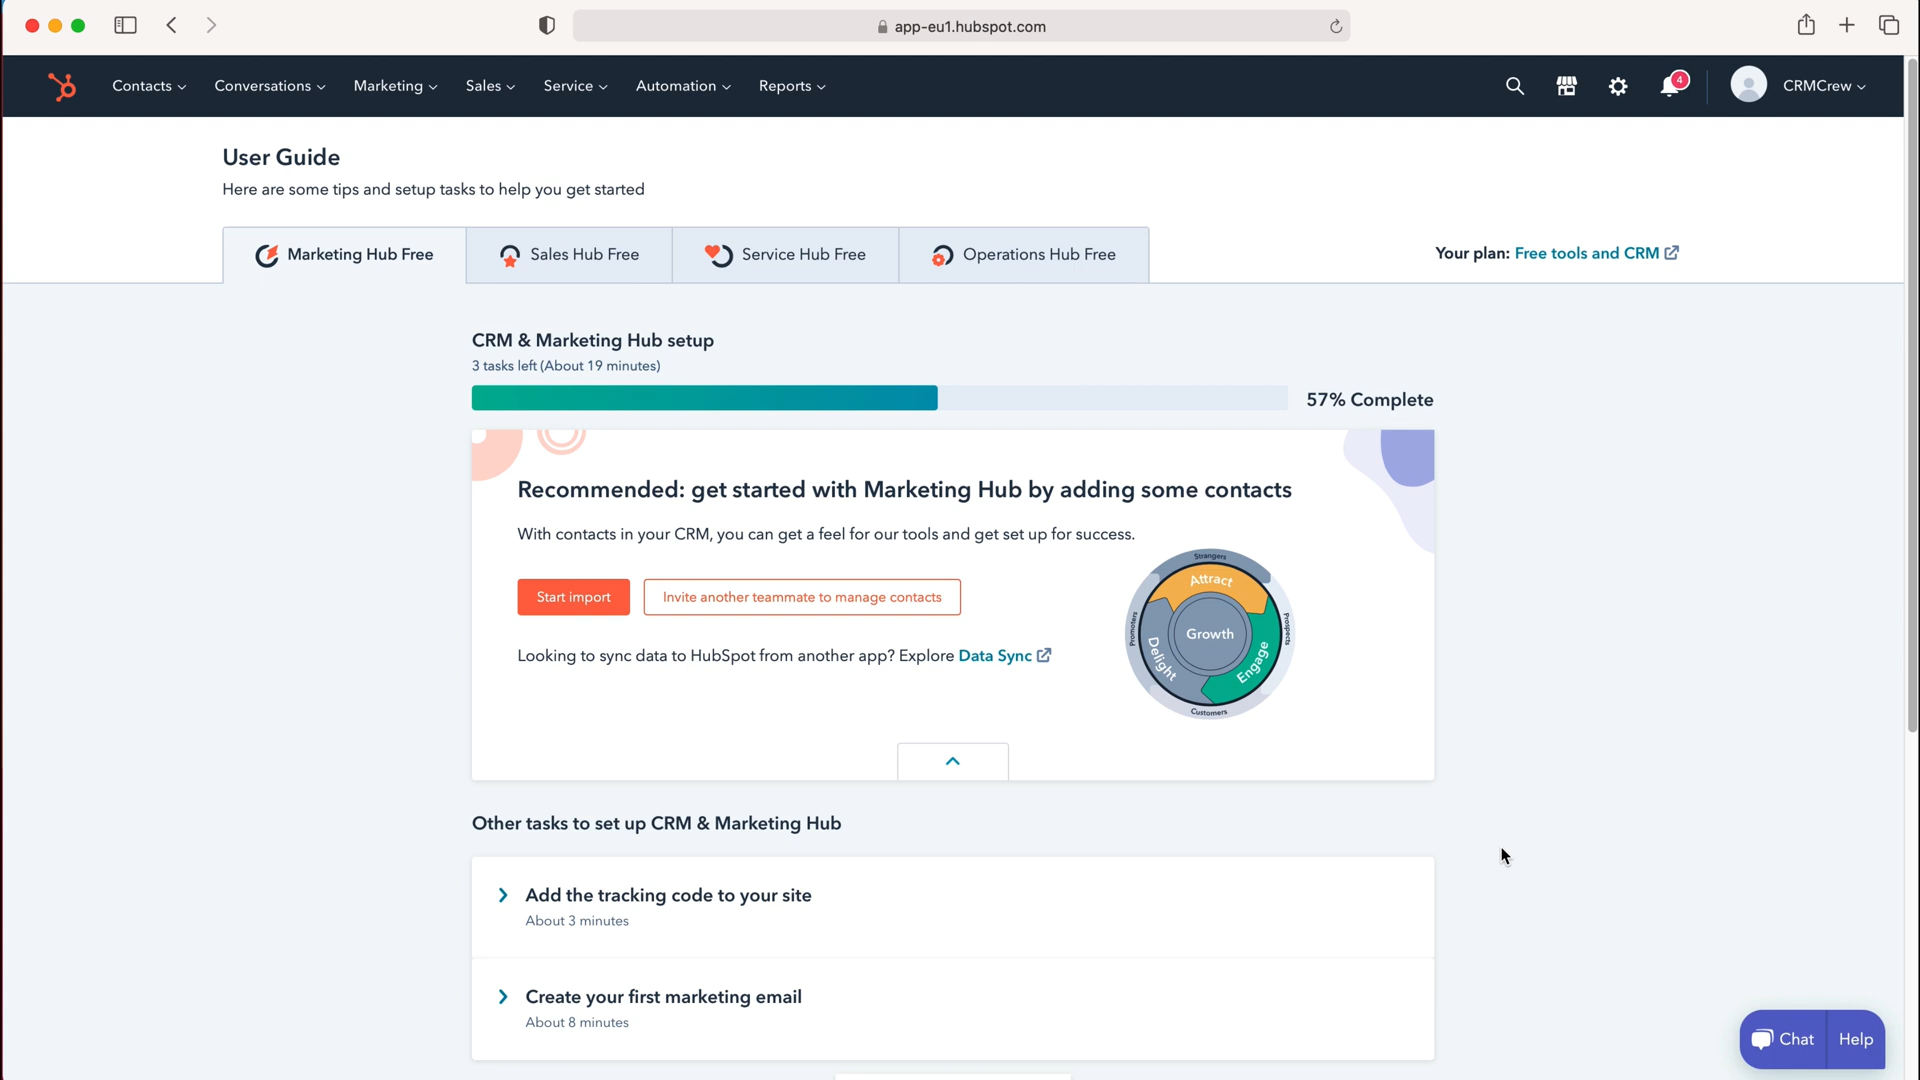 app-eu1.hubspot.com
Contacts
Conversations
Marketing
Sales
Service
Automation
Reports
4
CRMCrew
User Guide
Here are some tips and setup tasks to help you get started
Marketing Hub Free
Sales Hub Free
Service Hub Free
Operations Hub Free
Your plan: Free tools and CRM
CRM & Marketing Hub setup
3 tasks left (About 19 minutes)
57% Complete
Recommended: get started with Marketing Hub by adding some contacts
With contacts in your CRM, you can get a feel for our tools and get set up for success.
Start import
Invite another teammate to manage contacts
Looking to sync data to HubSpot from another app? Explore Data Sync
Strangers
Attract
Promoters
Growth
Prospects
Delight
Engage
Customers
Other tasks to set up CRM & Marketing Hub
Add the tracking code to your site
About 3 minutes
Create your first marketing email
About 8 minutes
Chat
Help